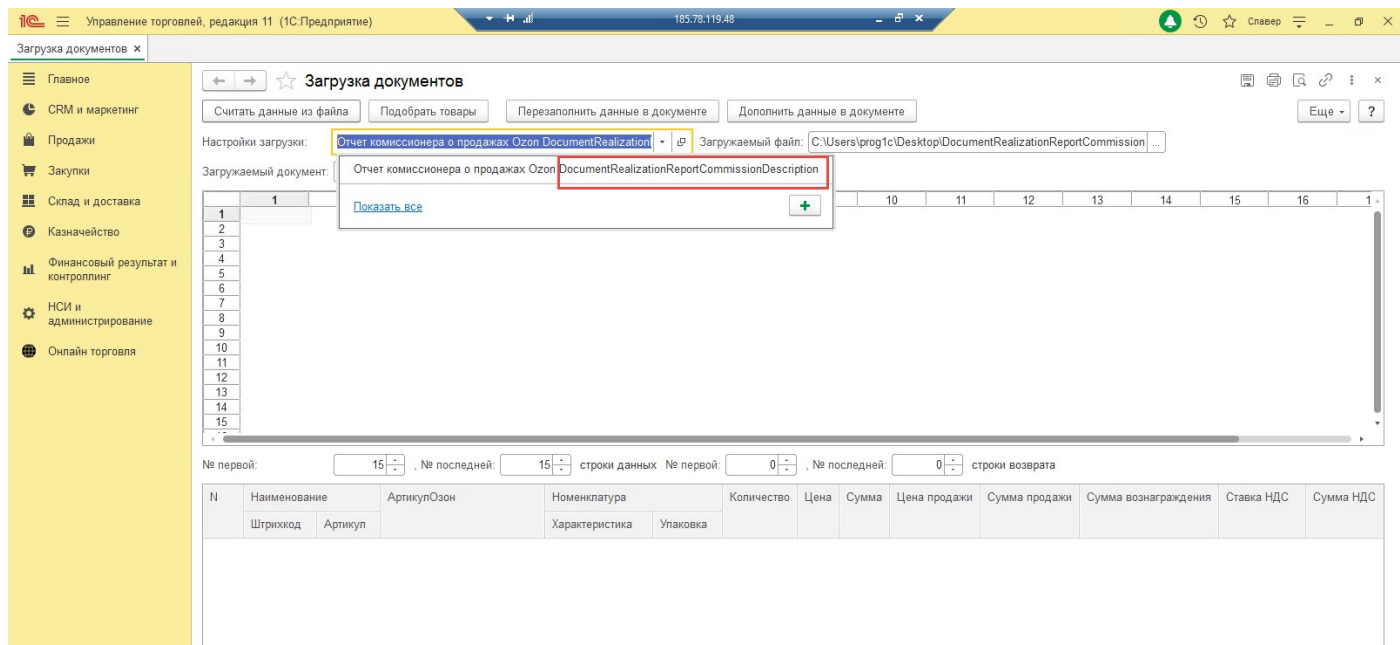 1С Управление торговлей, редакция 11 (1С:Предприятие) 185.78.119.48 Славер
Загрузка документов ×
Главное
CRM и маркетинг
Продажи
Закупки
Склад и доставка
Казначейство
Финансовый результат и
контроллинг
НСИ и
администрирование
Онлайн торговля
Загрузка документов
Считать данные из файла Подобрать товары Перезаполнить данные в документе Дополнить данные в документе Еще ?
Настройки загрузки: Отчет комиссионера о продажах Ozon DocumentRealization Загружаемый файл: C:\Users\prog1c\Desktop\DocumentRealizationReportCommission ...
Загружаемый документ: Отчет комиссионера о продажах Ozon DocumentRealizationReportCommissionDescription
Показать все +
1 10 11 12 13 14 15 16 1
1
2
3
4
5
6
7
8
9
10
11
12
13
14
15
№ первой: 15 , № последней: 15 строки данных № первой: 0 , № последней: 0 строки возврата
N Наименование АртикулОзон Номенклатура Количество Цена Сумма Цена продажи Сумма продажи Сумма вознаграждения Ставка НДС Сумма НДС
Штрихкод Артикул Характеристика Упаковка